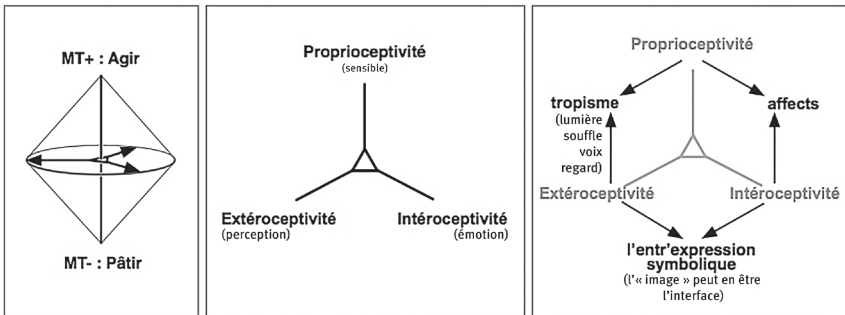 MT+ : Agir
MT- : Pâtir
Proprioceptivité
(sensible)
Extéroceptivité
(perception)
Intéroceptivité
(émotion)
Proprioceptivité
tropisme
(lumière
souffle
voix
regard)
affects
Extéroceptivité
Intéroceptivité
l'entr'expression
symbolique
(l'« image » peut en être
l'interface)